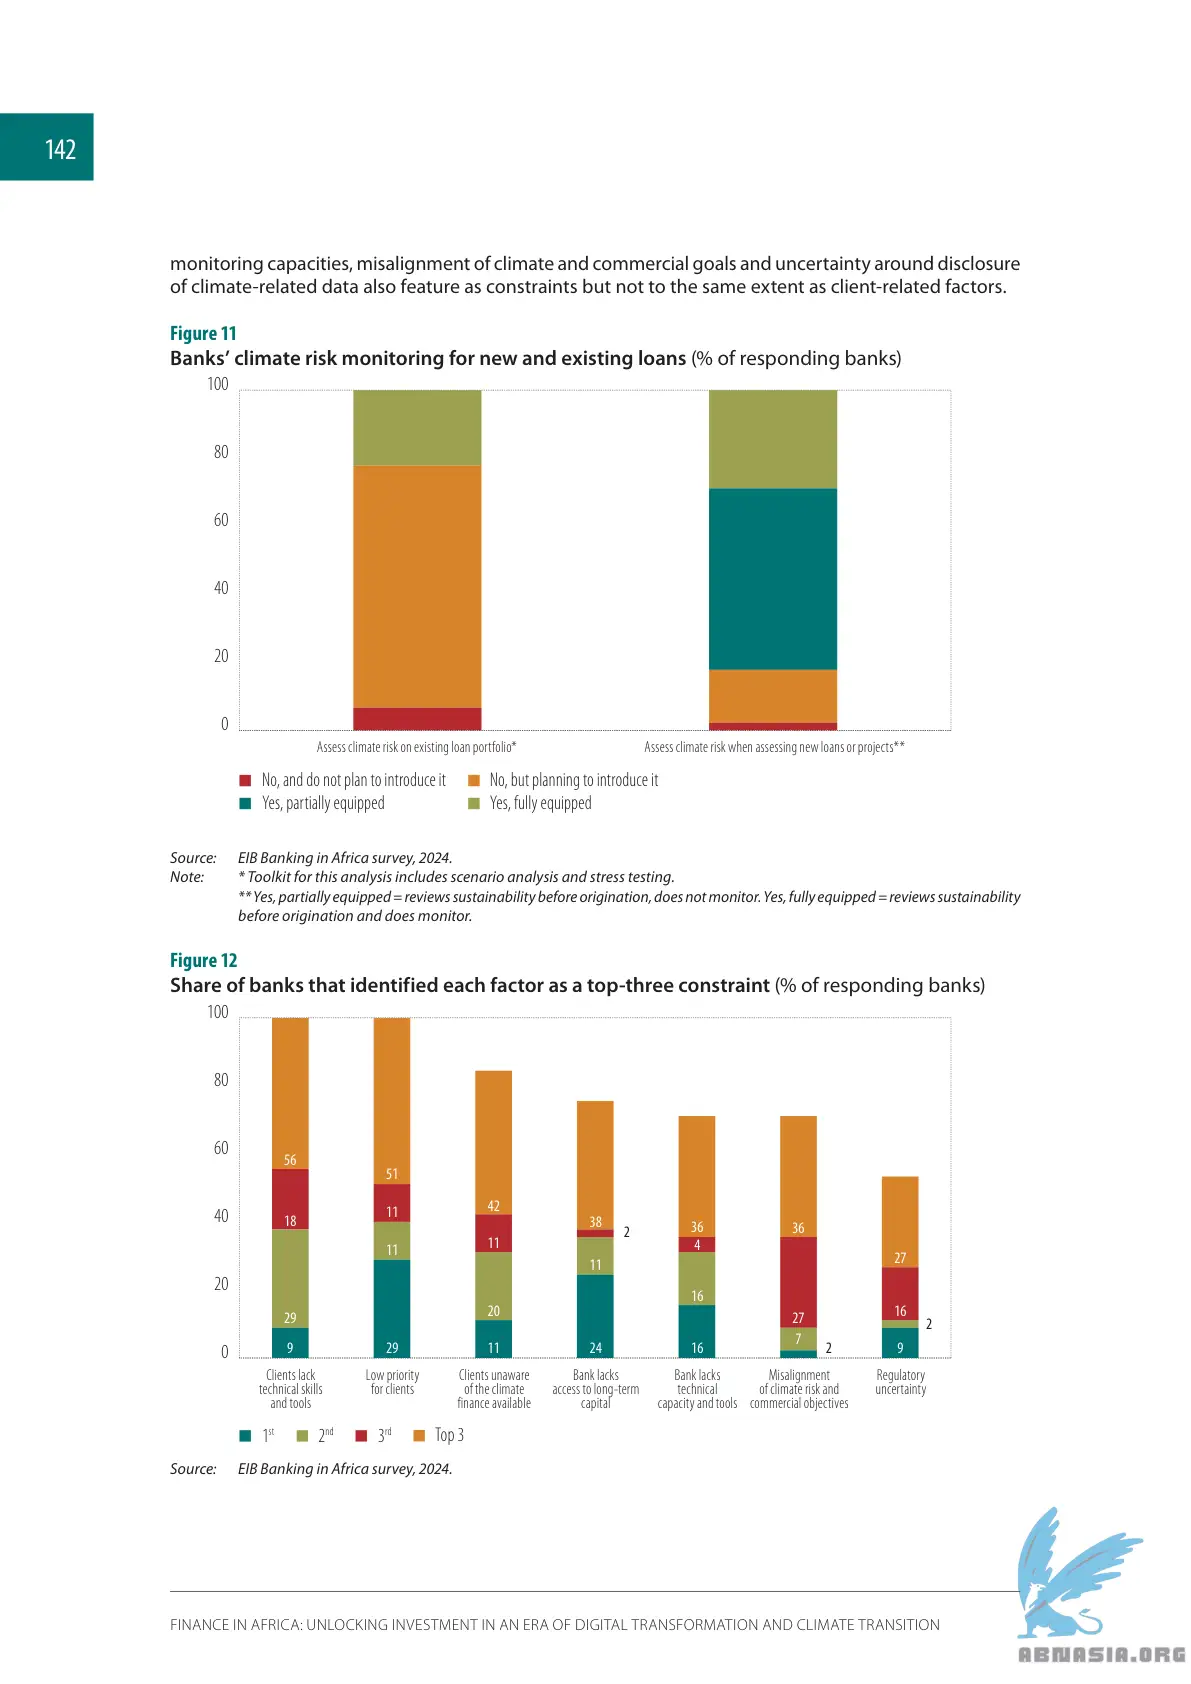 142
monitoring capacities, misalignment of climate and commercial goals and uncertainty around disclosure
of climate-related data also feature as constraints but not to the same extent as client-related factors.
Figure 11
Banks’ climate risk monitoring for new and existing loans (% of responding banks)
100
80
60
40
20
0
Assess climate risk on existing loan portfolio*
Assess climate risk when assessing new loans or projects**
No, and do not plan to introduce it
No, but planning to introduce it
Yes, partially equipped
Yes, fully equipped
Source: EIB Banking in Africa survey, 2024.
Note: * Toolkit for this analysis includes scenario analysis and stress testing.
** Yes, partially equipped = reviews sustainability before origination, does not monitor. Yes, fully equipped = reviews sustainability
before origination and does monitor.
Figure 12
Share of banks that identified each factor as a top-three constraint (% of responding banks)
100
80
60
40
20
0
56
18
29
9
51
11
11
29
42
11
20
11
38
2
11
24
36
4
16
16
36
27
7
2
27
16
2
9
Clients lack
technical skills
and tools
Low priority
for clients
Clients unaware
of the climate
finance available
Bank lacks
access to long-term
capital
Bank lacks
technical
capacity and tools
Misalignment
of climate risk and
commercial objectives
Regulatory
uncertainty
1st 2nd 3rd Top 3
Source: EIB Banking in Africa survey, 2024.
FINANCE IN AFRICA: UNLOCKING INVESTMENT IN AN ERA OF DIGITAL TRANSFORMATION AND CLIMATE TRANSITION
ABNASIA.ORG